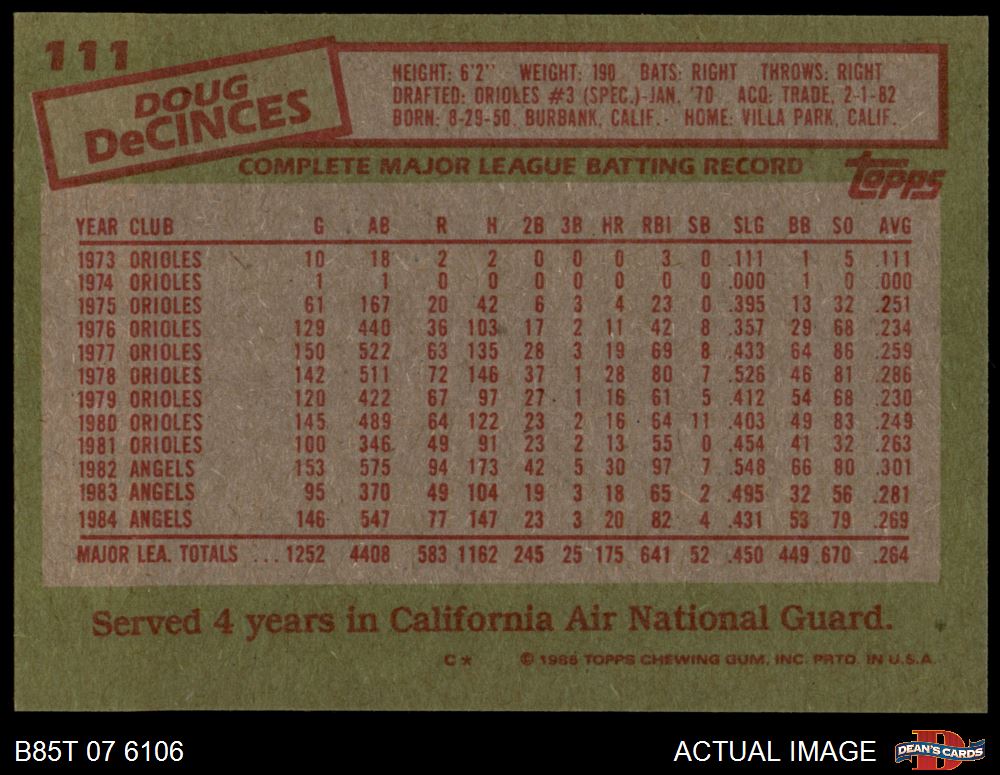 111
DOUG
DeCINCES
HEIGHT: 6'2" WEIGHT: 190 BATS: RIGHT THROWS: RIGHT
DRAFTED: ORIOLES #3 (SPEC.)-JAN. '70 ACQ: TRADE, 2-1-82
BORN: 8-29-50, BURBANK, CALIF. HOME: VILLA PARK, CALIF.
COMPLETE MAJOR LEAGUE BATTING RECORD
topps
YEAR CLUB G AB R H 2B 3B HR RBI SB SLG BB SO AVG
1973 ORIOLES 10 18 2 2 0 0 0 3 0 .111 1 5 .111
1974 ORIOLES 1 1 0 0 0 0 0 0 0 .000 1 0 .000
1975 ORIOLES 61 167 20 42 6 3 4 23 0 .395 13 32 .251
1976 ORIOLES 129 440 36 103 17 2 11 42 8 .357 29 68 .234
1977 ORIOLES 150 522 63 135 28 3 19 69 8 .433 64 86 .259
1978 ORIOLES 142 511 72 146 37 1 28 80 7 .526 46 81 .286
1979 ORIOLES 120 422 67 97 27 1 16 61 5 .412 54 68 .230
1980 ORIOLES 145 489 64 122 23 2 16 64 11 .403 49 83 .249
1981 ORIOLES 100 346 49 91 23 2 13 55 0 .454 41 32 .263
1982 ANGELS 153 575 94 173 42 5 30 97 7 .548 66 80 .301
1983 ANGELS 95 370 49 104 19 3 18 65 2 .495 32 56 .281
1984 ANGELS 146 547 77 147 23 3 20 82 4 .431 53 79 .269
MAJOR LEA. TOTALS ... 1252 4408 583 1162 245 25 175 641 52 .450 449 670 .264
Served 4 years in California Air National Guard.
C* © 1985 TOPPS CHEWING GUM, INC. PRTD. IN U.S.A.
B85T 07 6106
ACTUAL IMAGE
DEAN'S CARDS